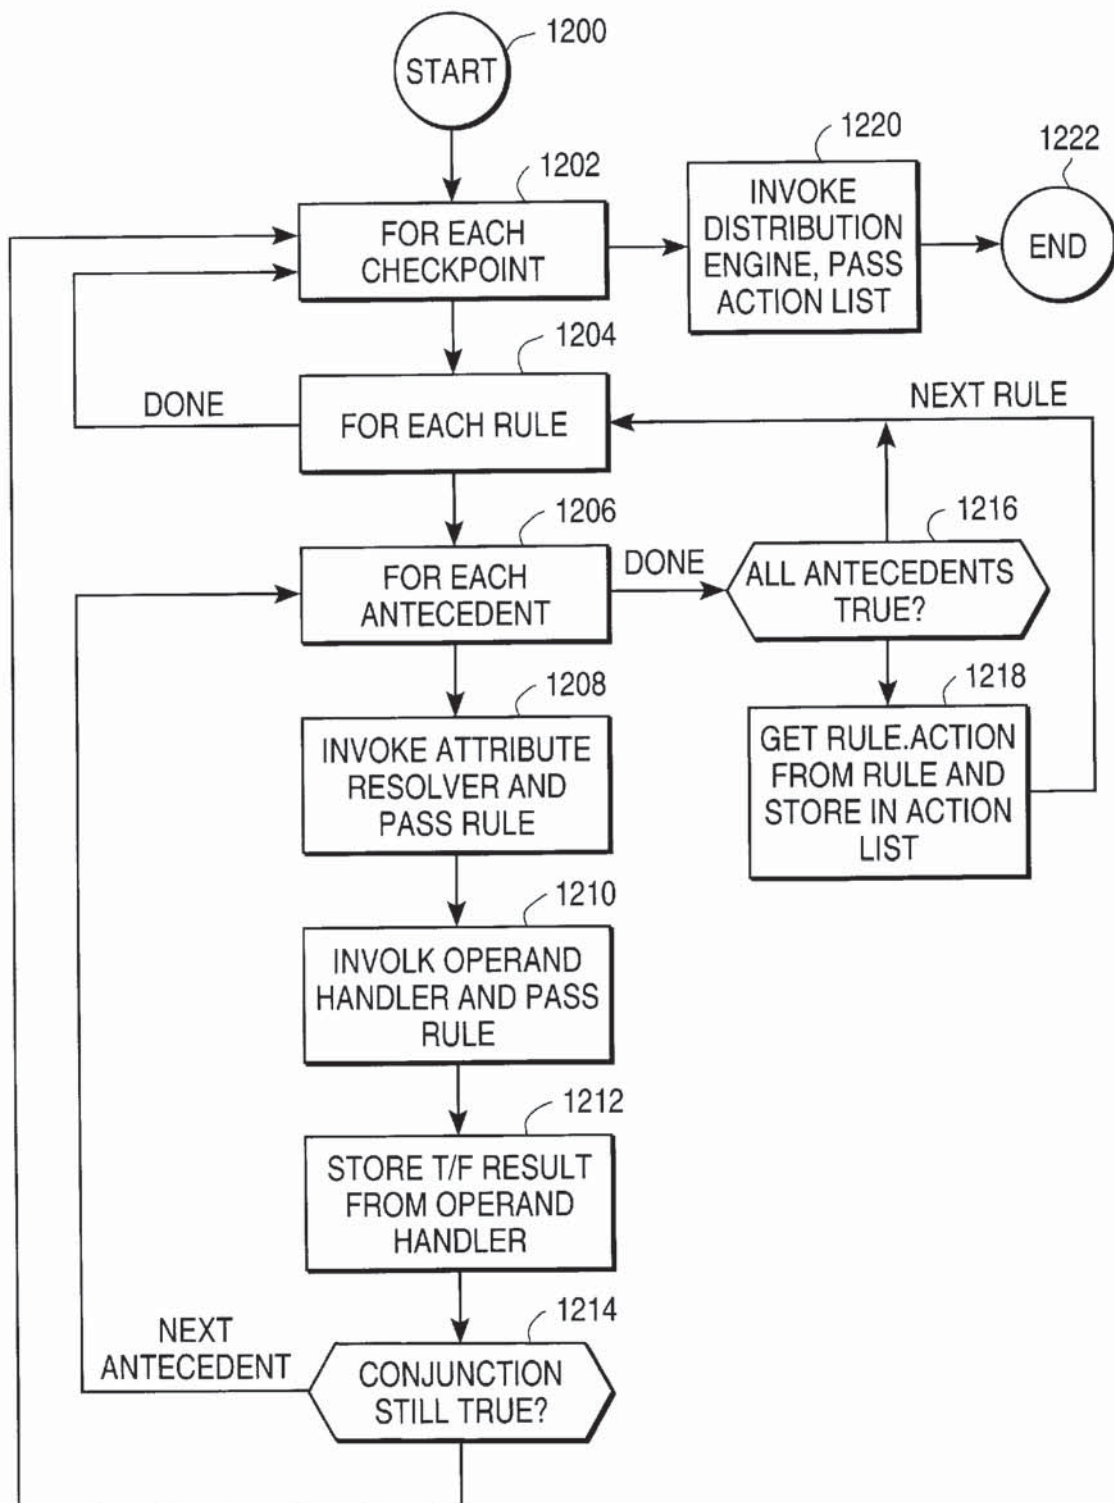 1200
START
1202
FOR EACH
CHECKPOINT
1220
INVOKE
DISTRIBUTION
ENGINE, PASS
ACTION LIST
1222
END
1204
FOR EACH RULE
DONE
NEXT RULE
1206
FOR EACH
ANTECEDENT
DONE
1216
ALL ANTECEDENTS
TRUE?
1208
INVOKE ATTRIBUTE
RESOLVER AND
PASS RULE
1218
GET RULE.ACTION
FROM RULE AND
STORE IN ACTION
LIST
1210
INVOLK OPERAND
HANDLER AND PASS
RULE
1212
STORE T/F RESULT
FROM OPERAND
HANDLER
1214
CONJUNCTION
STILL TRUE?
NEXT
ANTECEDENT